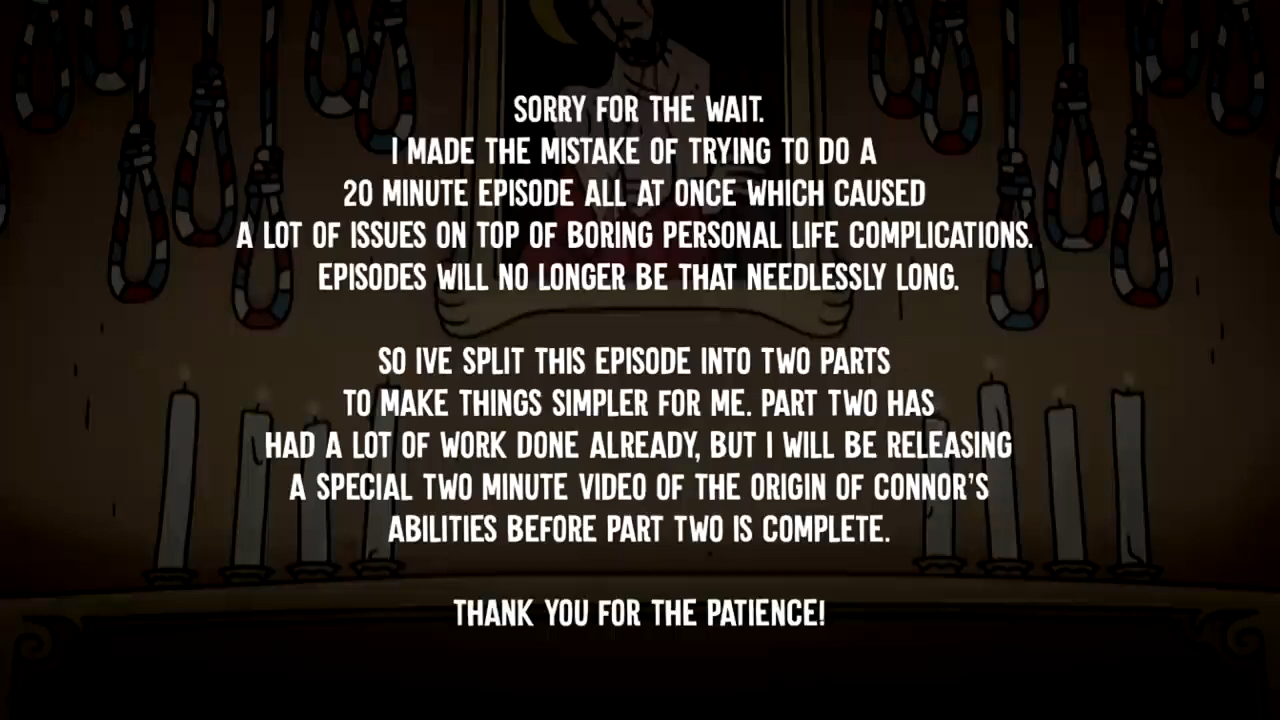 SORRY FOR THE WAIT.
I MADE THE MISTAKE OF TRYING TO DO A
20 MINUTE EPISODE ALL AT ONCE WHICH CAUSED
A LOT OF ISSUES ON TOP OF BORING PERSONAL LIFE COMPLICATIONS.
EPISODES WILL NO LONGER BE THAT NEEDLESSLY LONG.
SO IVE SPLIT THIS EPISODE INTO TWO PARTS
TO MAKE THINGS SIMPLER FOR ME. PART TWO HAS
HAD A LOT OF WORK DONE ALREADY, BUT I WILL BE RELEASING
A SPECIAL TWO MINUTE VIDEO OF THE ORIGIN OF CONNOR'S
ABILITIES BEFORE PART TWO IS COMPLETE.
THANK YOU FOR THE PATIENCE!